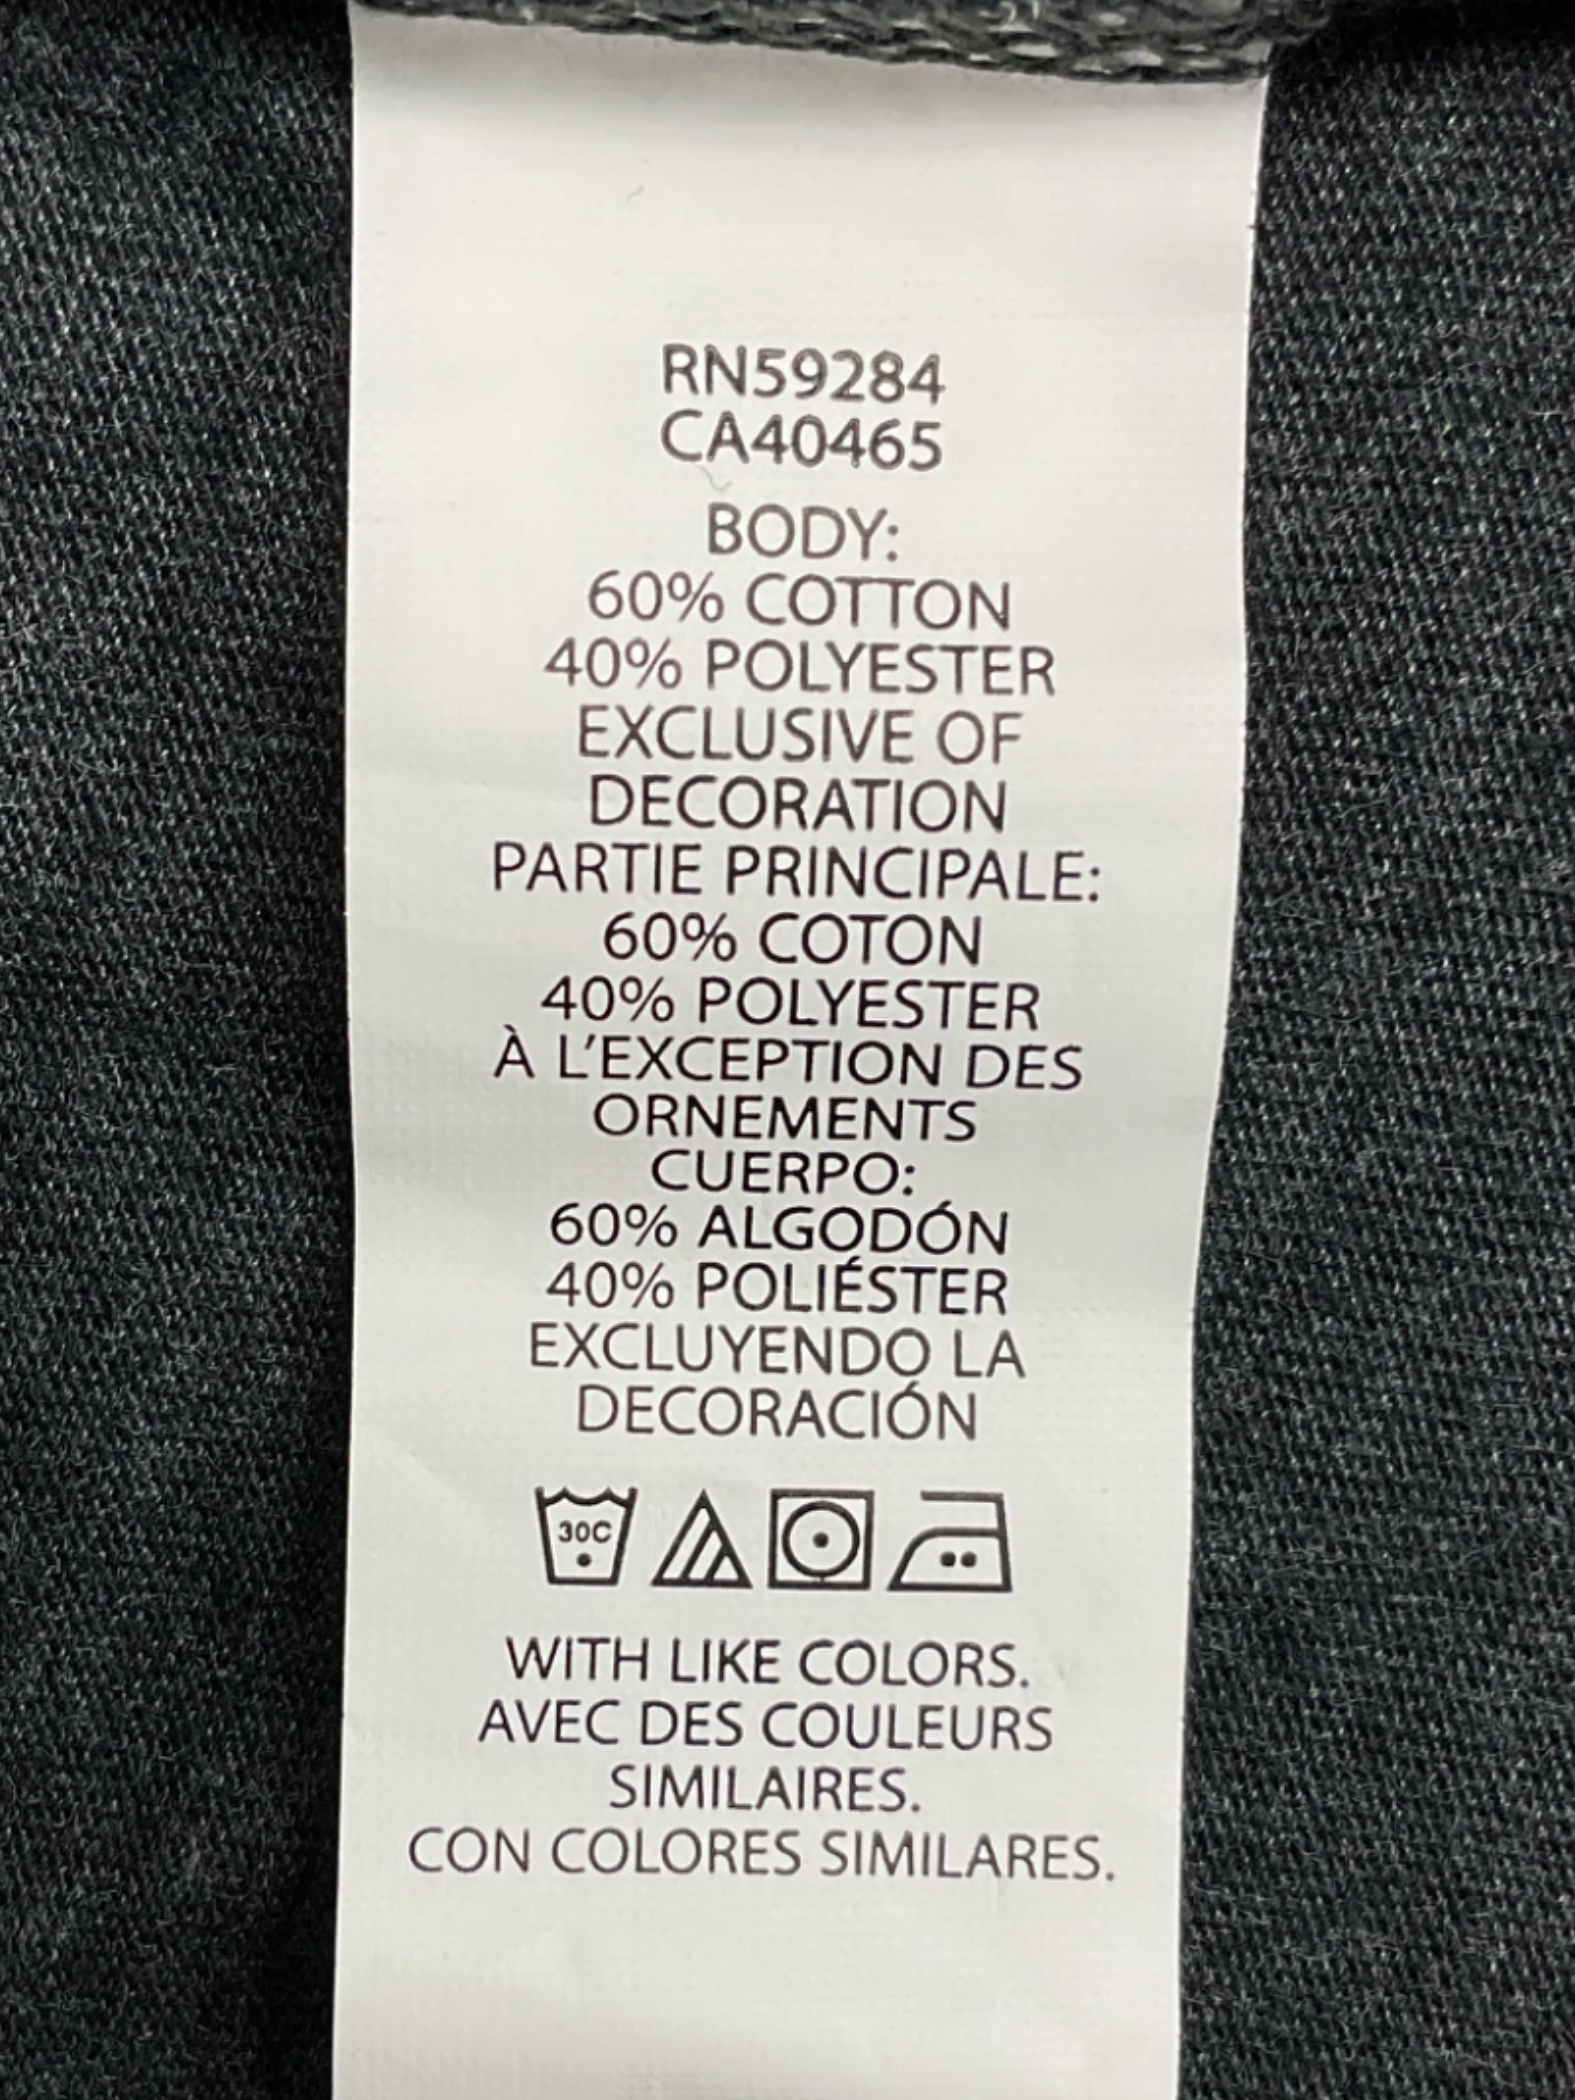 RN59284
CA40465
BODY:
60% COTTON
40% POLYESTER
EXCLUSIVE OF
DECORATION
PARTIE PRINCIPALE:
60% COTON
40% POLYESTER
À L'EXCEPTION DES
ORNEMENTS
CUERPO:
60% ALGODÓN
40% POLIÉSTER
EXCLUYENDO LA
DECORACIÓN
30C
WITH LIKE COLORS.
AVEC DES COULEURS
SIMILAIRES.
CON COLORES SIMILARES.